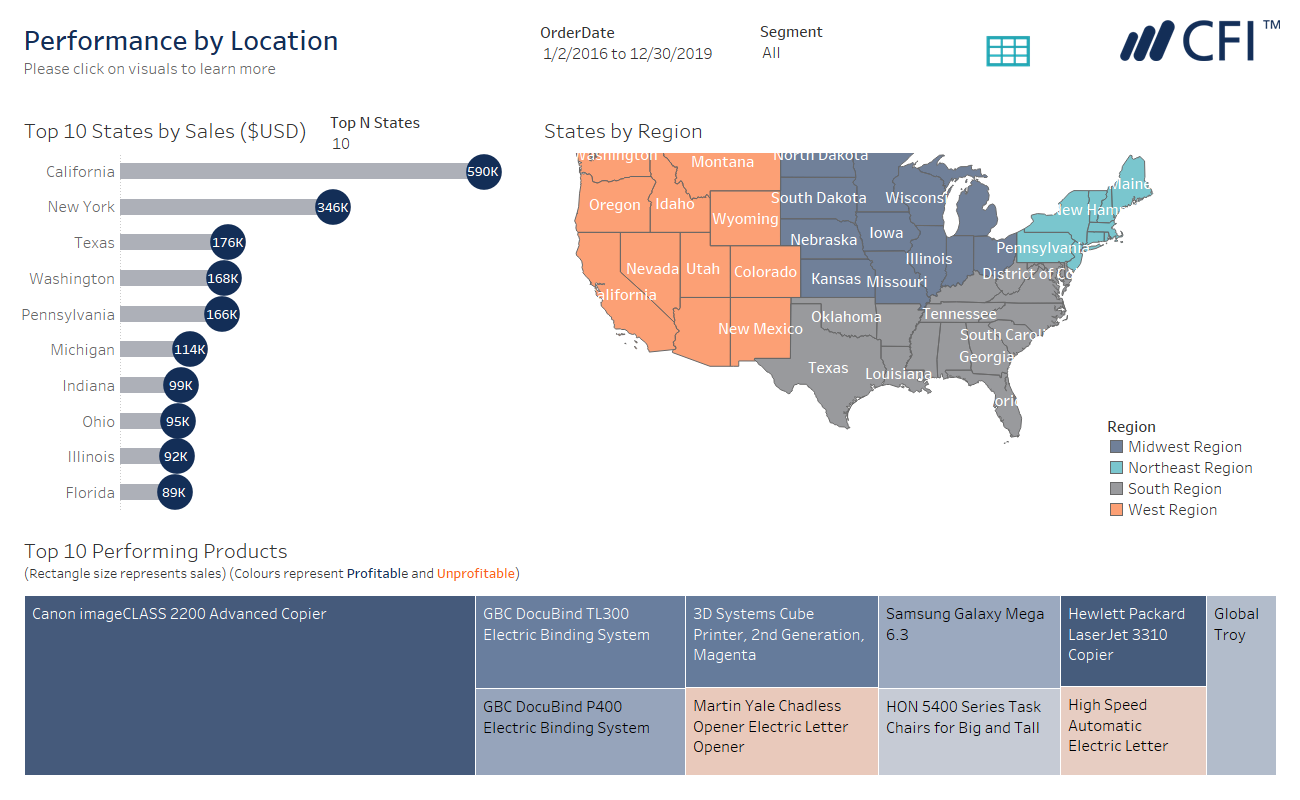 Performance by Location
Please click on visuals to learn more
OrderDate
1/2/2016 to 12/30/2019
Segment
All
CFI™
Top 10 States by Sales ($USD)
Top N States
10
California
590K
New York
346K
Texas
176K
Washington
168K
Pennsylvania
166K
Michigan
114K
Indiana
99K
Ohio
95K
Illinois
92K
Florida
89K
States by Region
Washington
Montana
North Dakota
Maine
Oregon
Idaho
South Dakota
Wisconsi
Wyoming
New Ham
Iowa
Nebraska
Pennsylvania
Illinois
Nevada
Utah
Colorado
District of Co
Kansas
Missouri
alifornia
Oklahoma
Tennessee
New Mexico
South Caroli
Georgia
Texas
Louisiana
Region
Midwest Region
Northeast Region
South Region
West Region
Top 10 Performing Products
(Rectangle size represents sales) (Colours represent Profitable and Unprofitable)
Canon imageCLASS 2200 Advanced Copier
GBC DocuBind TL300
Electric Binding System
GBC DocuBind P400
Electric Binding System
3D Systems Cube
Printer, 2nd Generation,
Magenta
Martin Yale Chadless
Opener Electric Letter
Opener
Samsung Galaxy Mega
6.3
HON 5400 Series Task
Chairs for Big and Tall
Hewlett Packard
LaserJet 3310
Copier
High Speed
Automatic
Electric Letter
Global
Troy